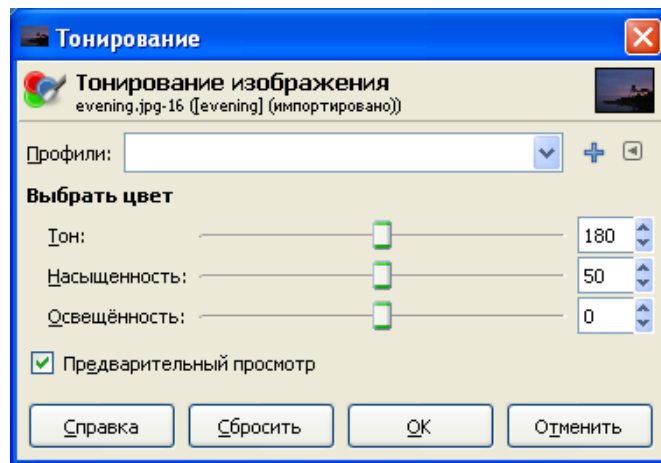 Тонирование
Тонирование изображения
evening.jpg-16 ([evening] (импортировано))
Профили:
Выбрать цвет
Тон: 180
Насыщенность: 50
Освещённость: 0
Предварительный просмотр
Справка Сбросить OK Отменить